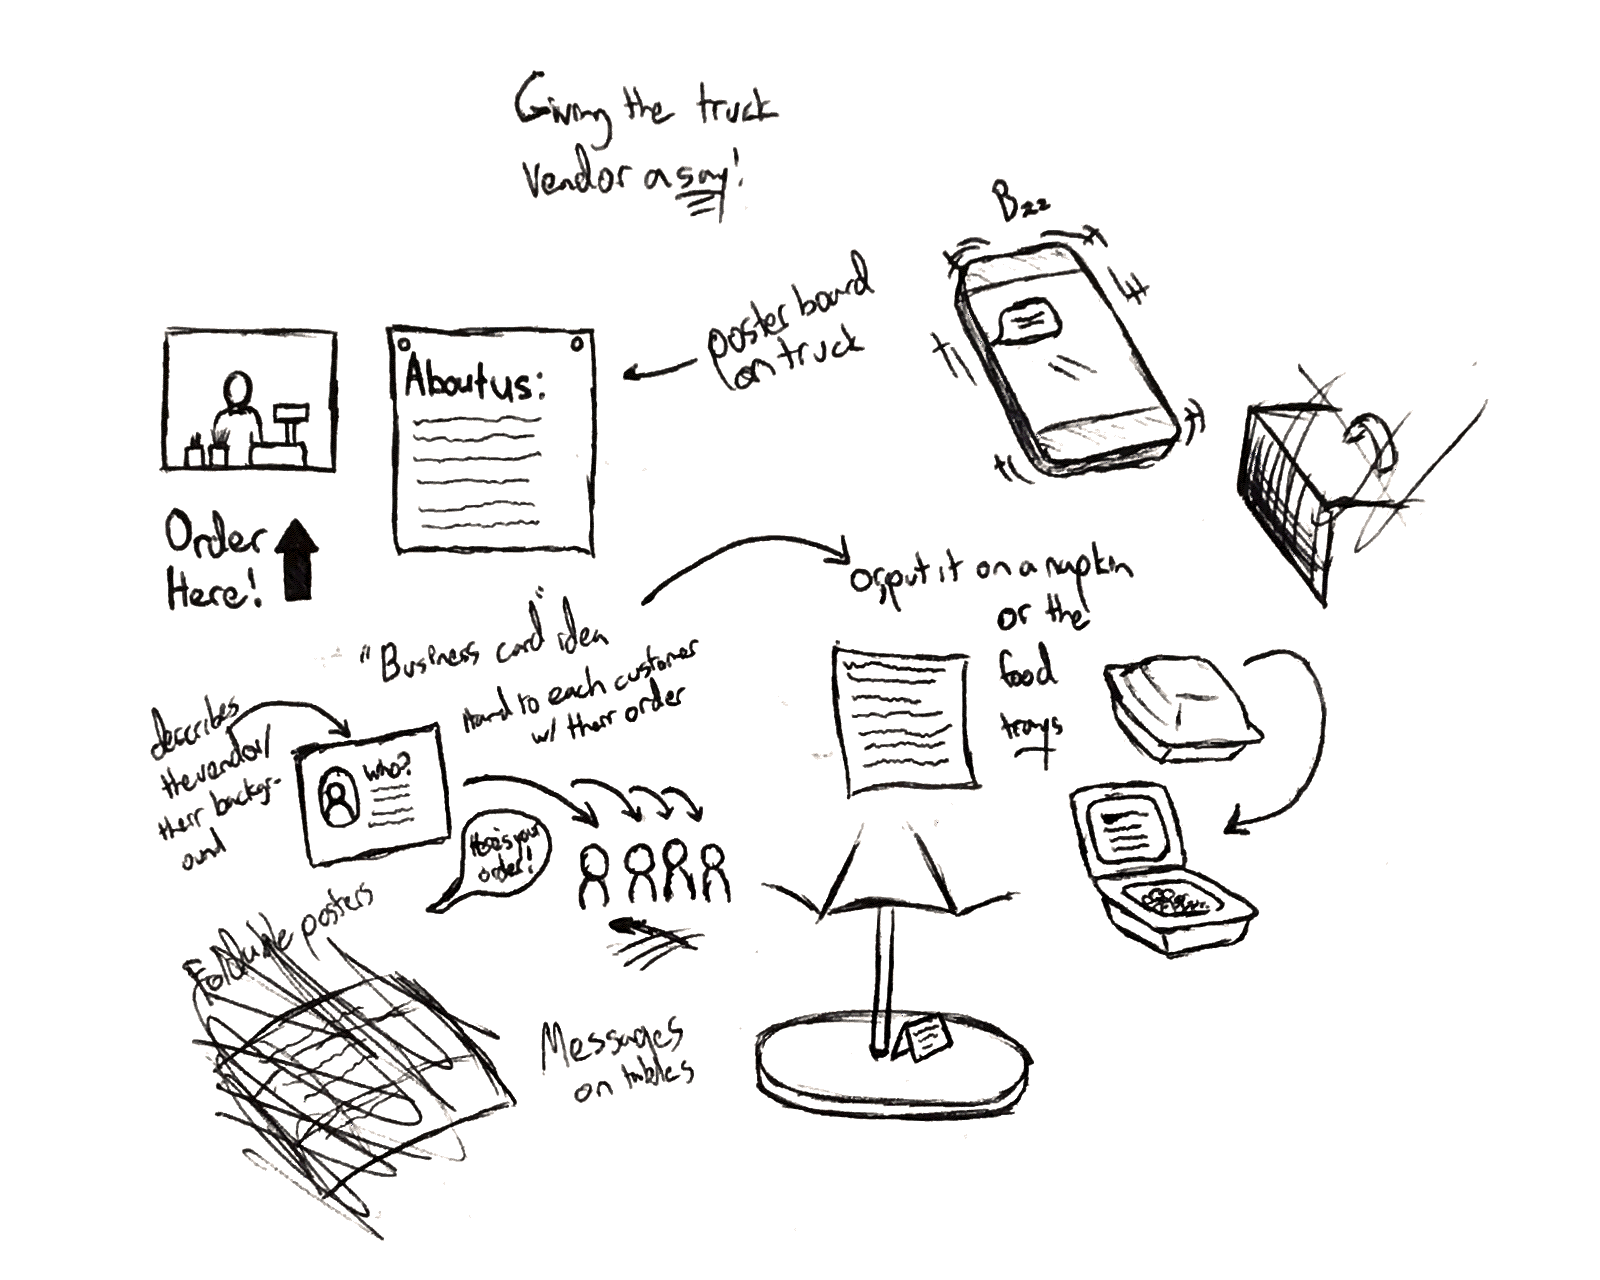 Giving the truck
vendor a say!
Bzz
poster board
on truck
About us:
Order
Here!
or, put it on a napkin
or the
food
trays
"Business card" idea
Hand to each customer
w/ their order
describes
the vendor/
their backgr-
ound
Who?
Here's your
order!
Foldable posters
Messages
on tables